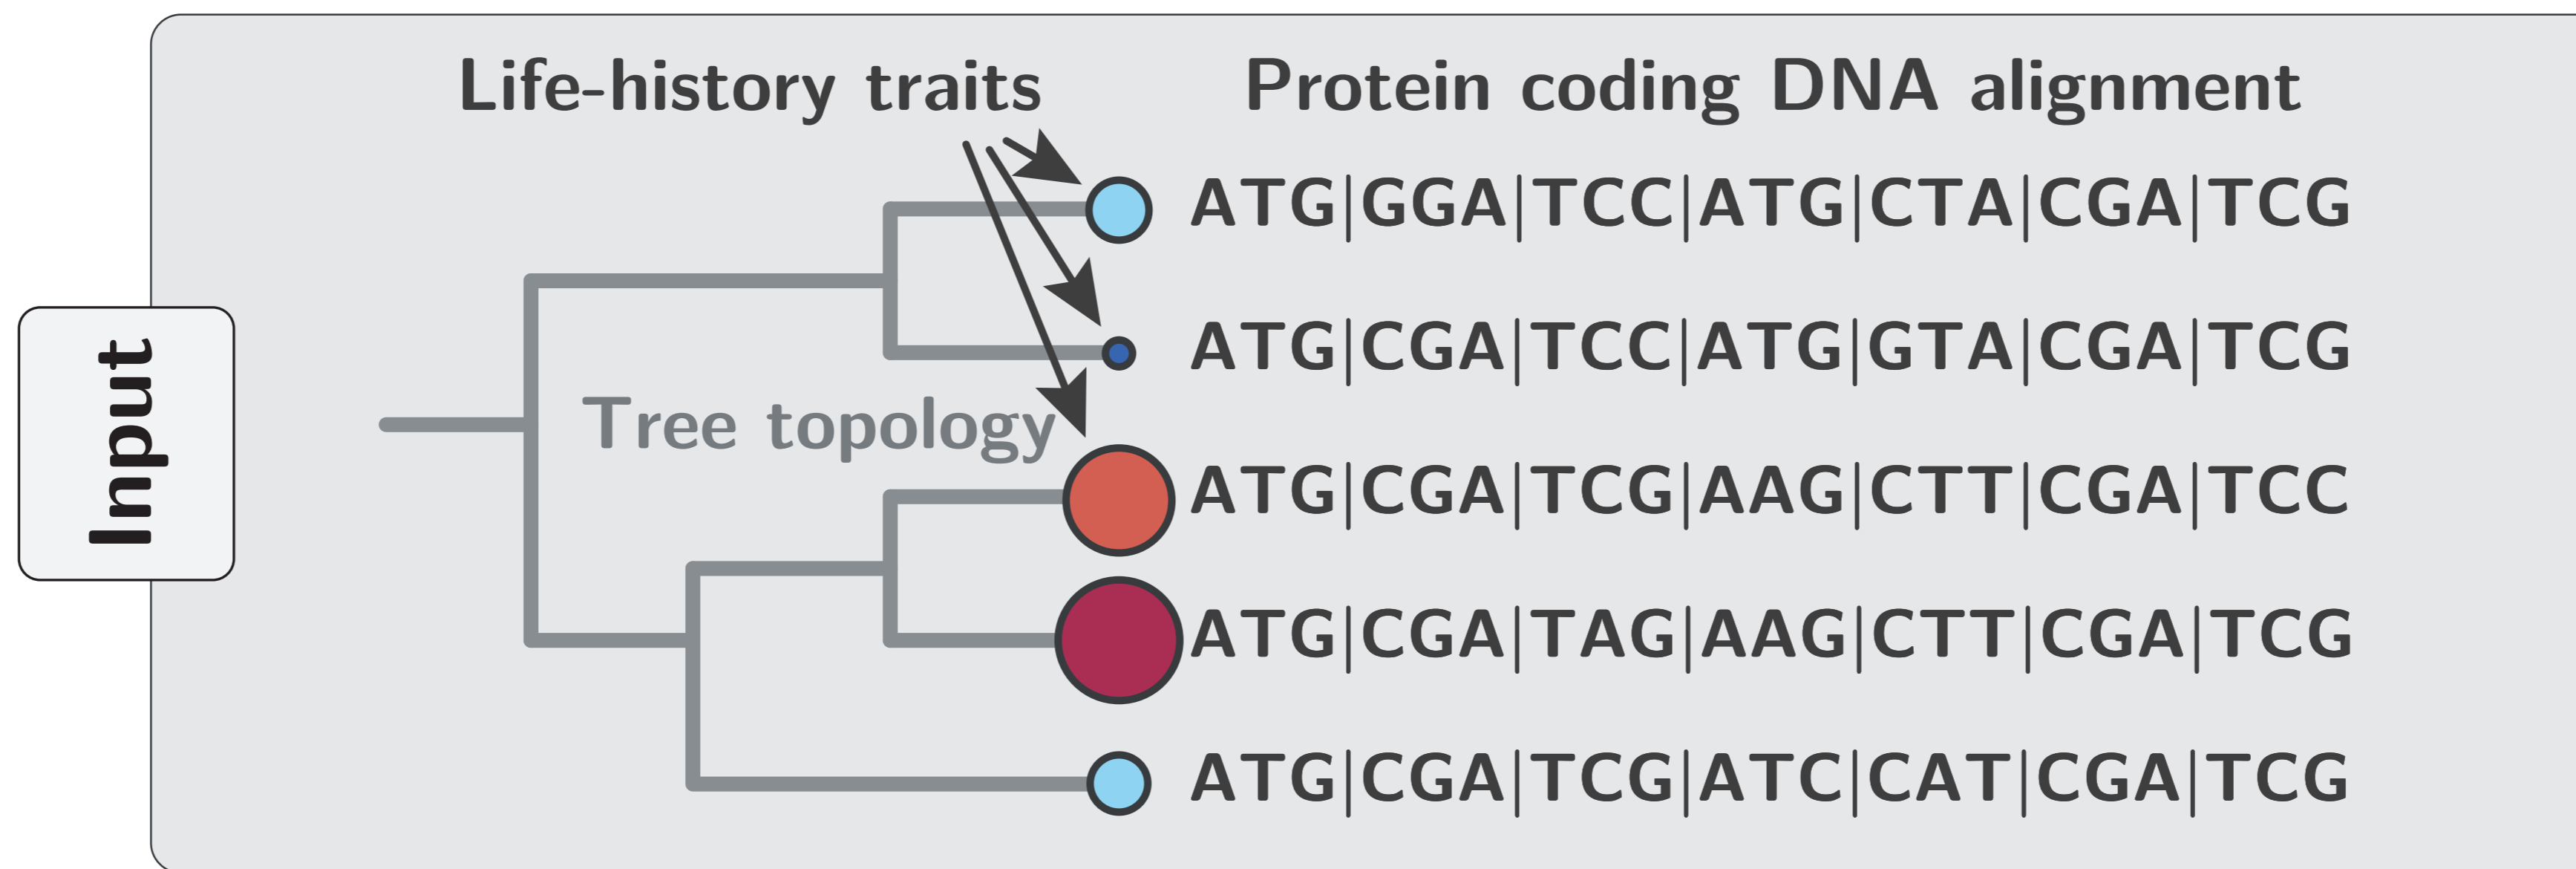 Life-history traits
Protein coding DNA alignment
ATG|GGA|TCC|ATG|CTA|CGA|TCG
ATG|CGA|TCC|ATG|GTA|CGA|TCG
Input
Tree topology
ATG|CGA|TCG|AAG|CTT|CGA|TCC
ATG|CGA|TAG|AAG|CTT|CGA|TCG
ATG|CGA|TCG|ATC|CAT|CGA|TCG